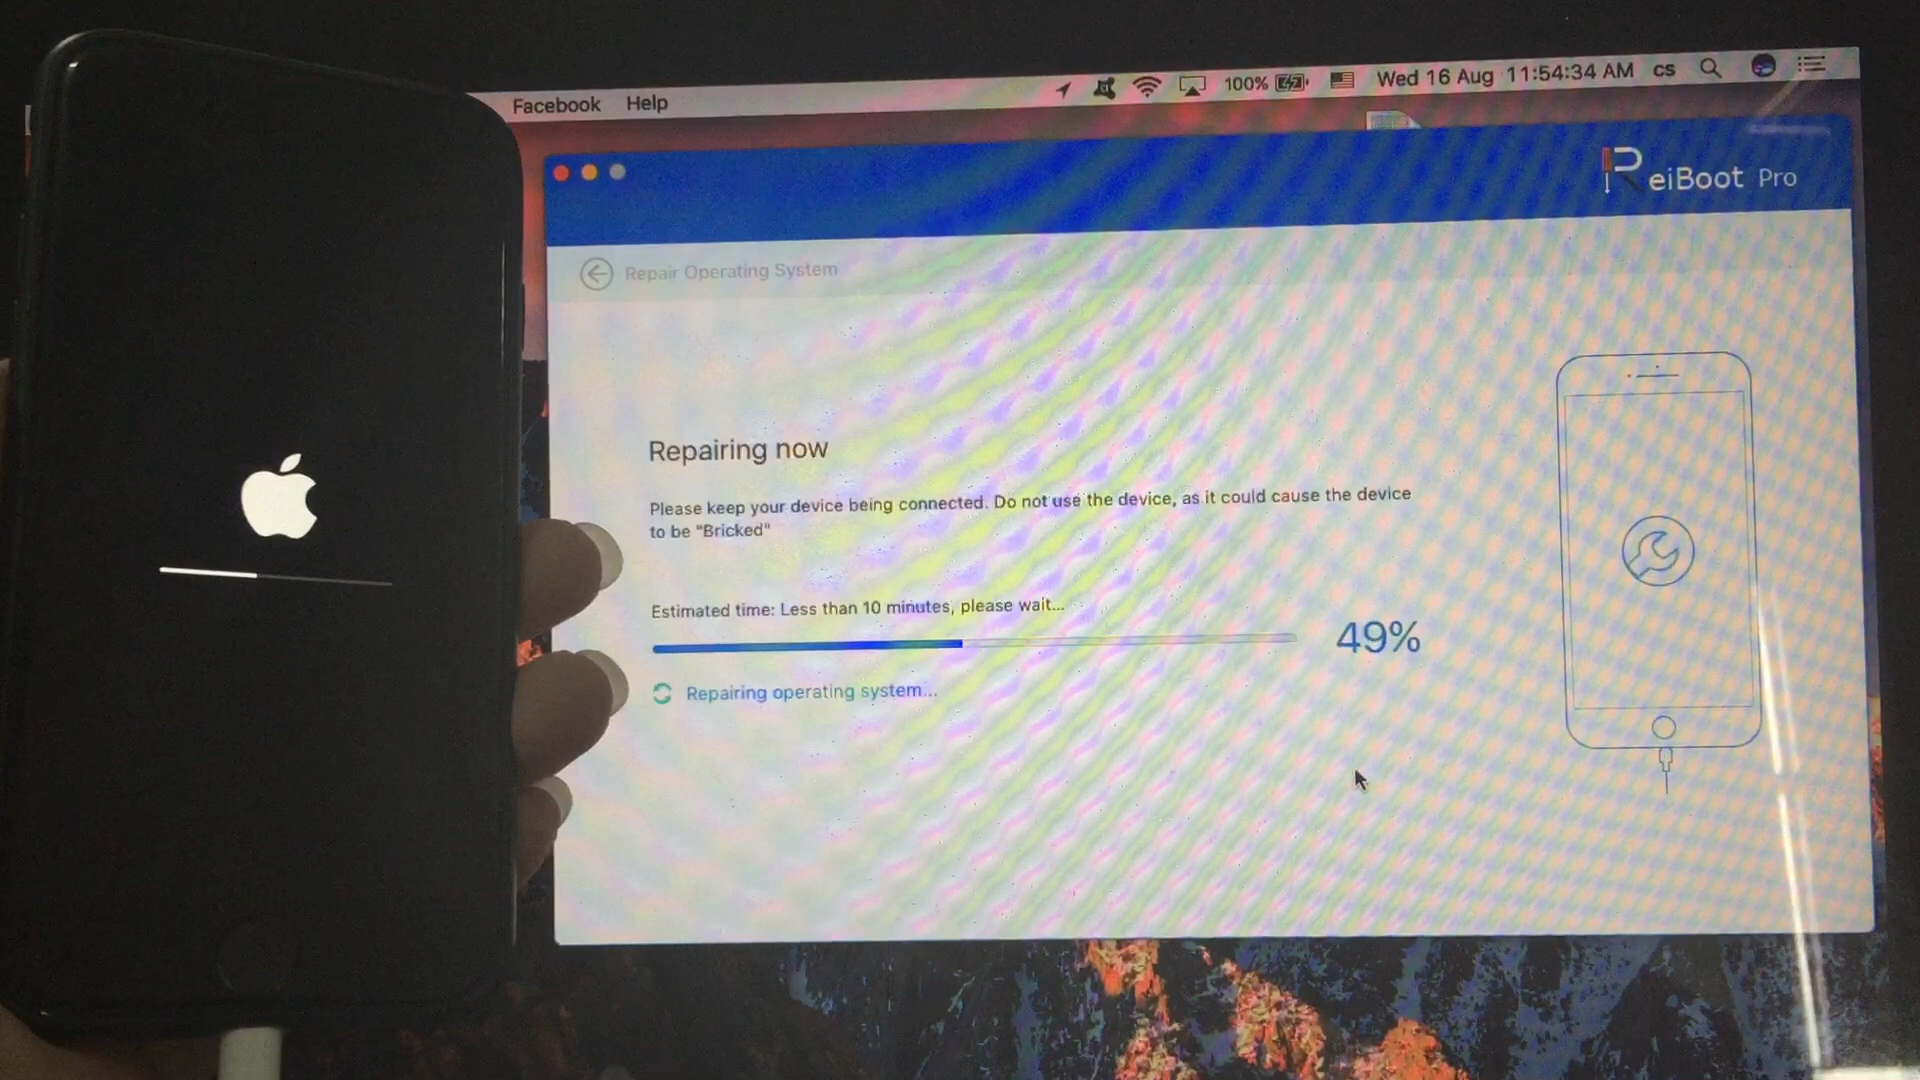 Facebook Help
100% Wed 16 Aug 11:54:34 AM cs
ReiBoot Pro
Repair Operating System
Repairing now
Please keep your device being connected. Do not use the device, as it could cause the device
to be "Bricked"
Estimated time: Less than 10 minutes, please wait...
49%
Repairing operating system...